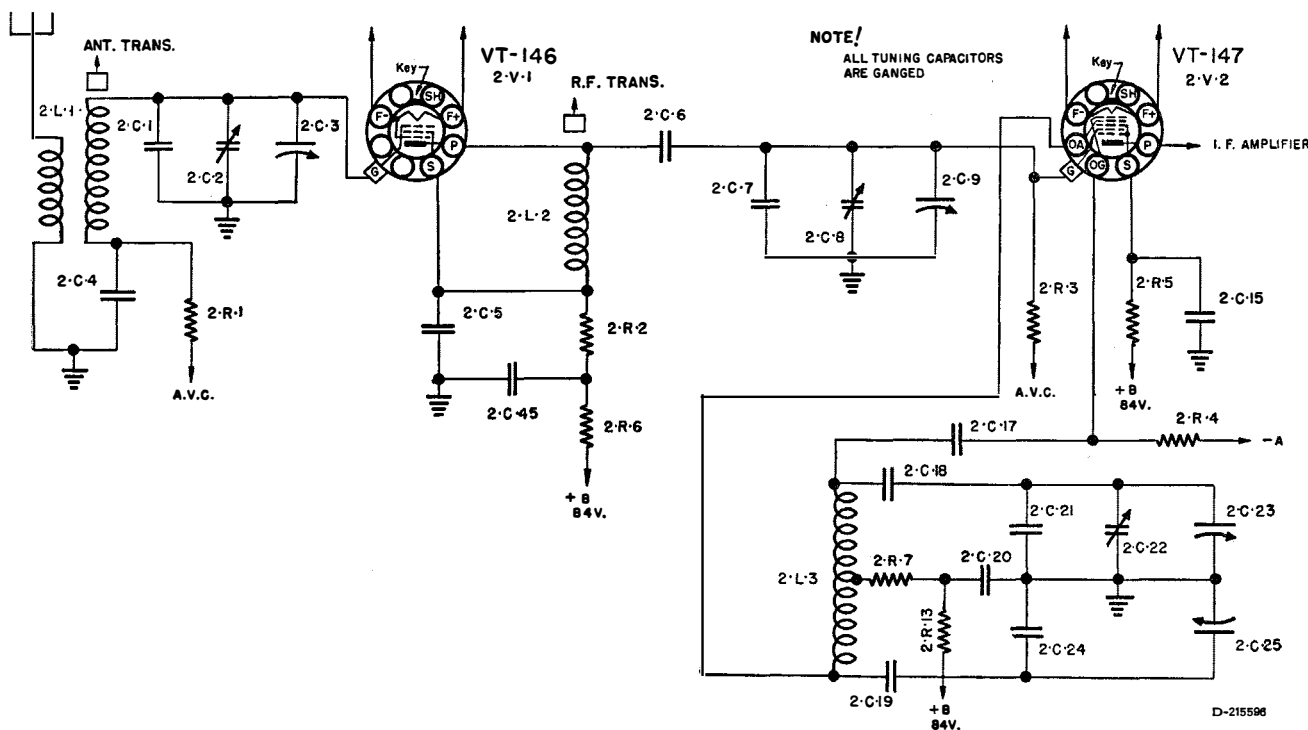 ANT. TRANS.
2·L·1
2·C·1
2·C·2
2·C·3
2·C·4
2·R·1
A.V.C.
VT-146
2·V·1
Key
SH
F-
F+
P
G
S
R.F. TRANS.
2·C·6
2·L·2
2·C·5
2·R·2
2·C·45
2·R·6
+B
84V.
NOTE!
ALL TUNING CAPACITORS
ARE GANGED
2·C·7
2·C·8
2·C·9
VT-147
2·V·2
Key
SH
F-
F+
OA
P
G
OG
S
I.F. AMPLIFIER
2·R·3
A.V.C.
2·R·5
2·C·15
+B
84V.
2·C·17
2·R·4
-A
2·C·18
2·C·21
2·C·22
2·C·23
2·L·3
2·R·7
2·C·20
2·R·13
2·C·24
2·C·25
2·C·19
+B
84V.
D-215596